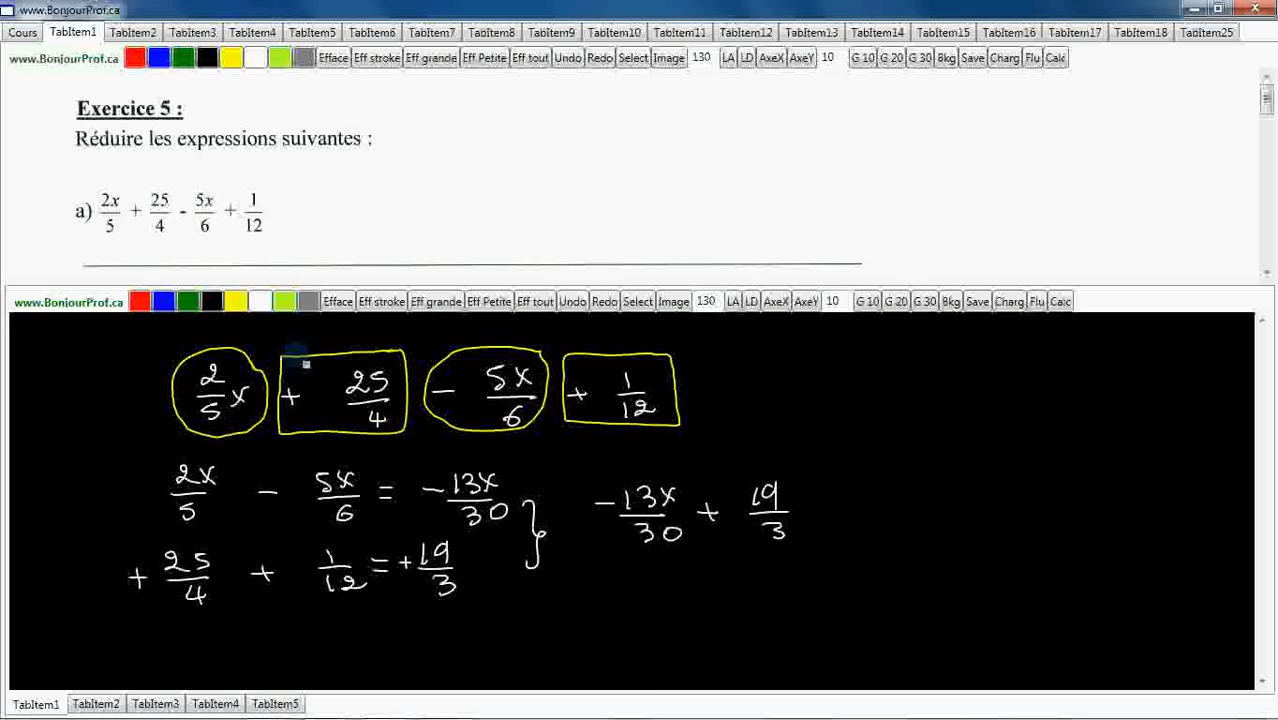 www.BonjourProf.ca
Cours TabItem1 TabItem2 TabItem3 TabItem4 TabItem5 TabItem6 TabItem7 TabItem8 TabItem9 TabItem10 TabItem11 TabItem12 TabItem13 TabItem14 TabItem15 TabItem16 TabItem17 TabItem18 TabItem25
www.BonjourProf.ca Efface Eff stroke Eff grande Eff Petite Eff tout Undo Redo Select Image 130 LA LD AxeX AxeY 10 G 10 G 20 G 30 Bkg Save Charg Flu Calc
Exercice 5 :
Réduire les expressions suivantes :
a) 2x/5 + 25/4 - 5x/6 + 1/12
www.BonjourProf.ca Efface Eff stroke Eff grande Eff Petite Eff tout Undo Redo Select Image 130 LA LD AxeX AxeY 10 G 10 G 20 G 30 Bkg Save Charg Flu Calc
2/5 x + 25/4 - 5x/6 + 1/12
2x/5 - 5x/6 = -13x/30 } -13x/30 + 19/3
+ 25/4 + 1/12 = +19/3
TabItem1 TabItem2 TabItem3 TabItem4 TabItem5